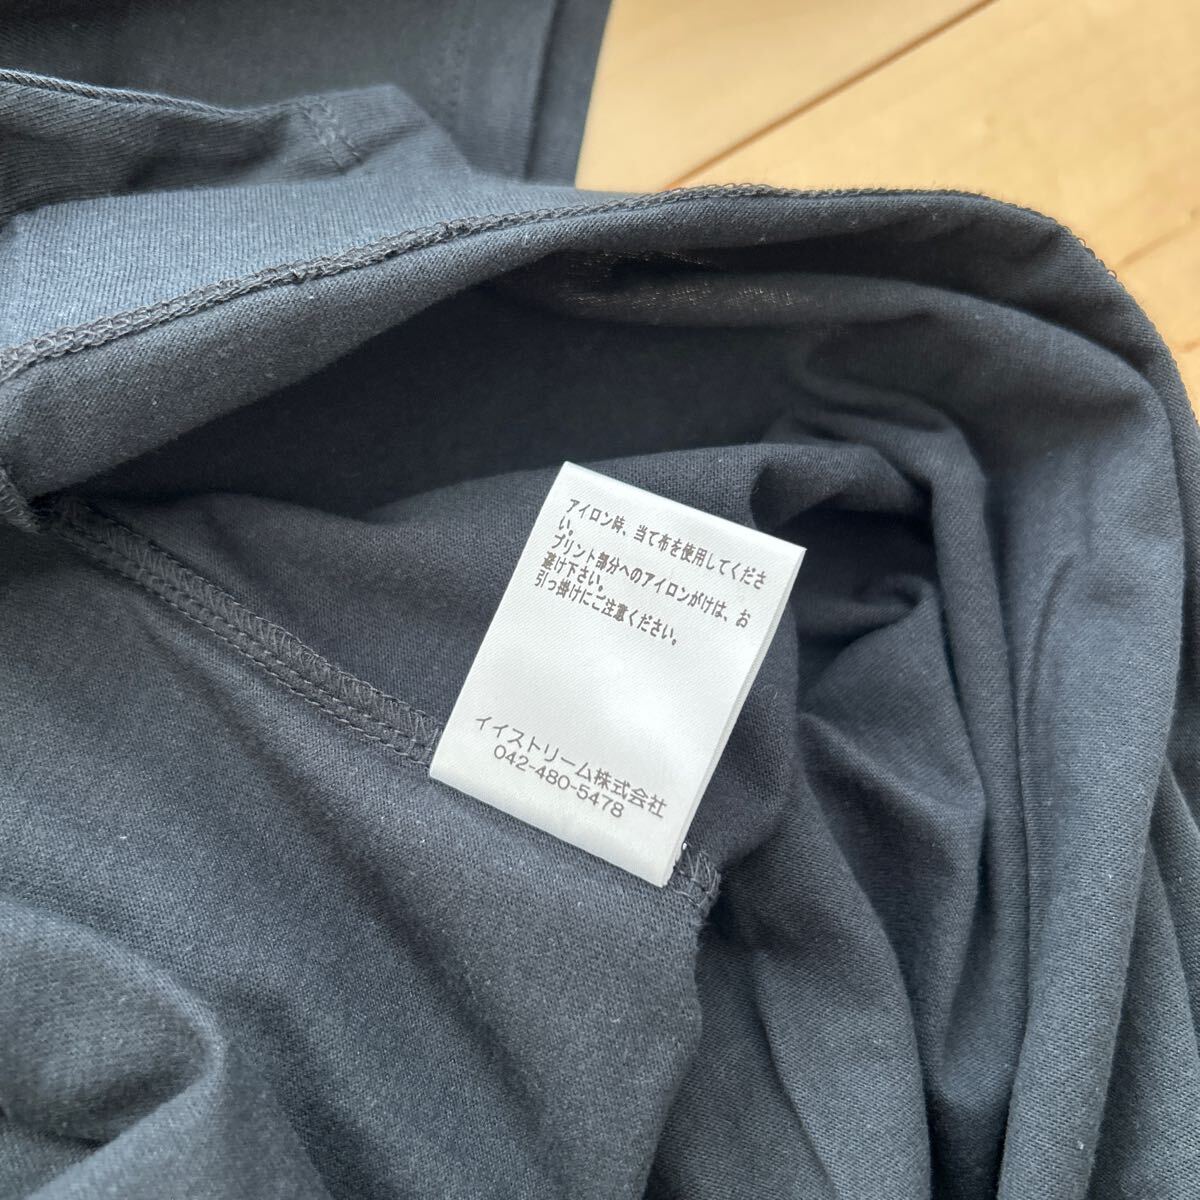 アイロン時、当て布を使用してくださ
い。
プリント部分へのアイロンがけは、お
避け下さい。
引っ掛けにご注意ください。
イイストリーム株式会社
042-480-5478